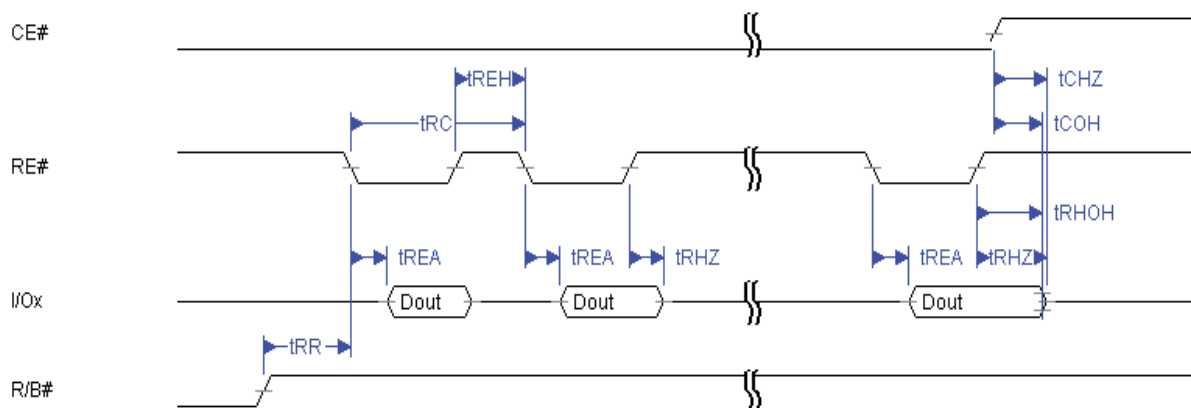 CE#
tREH
tCHZ
tRC
tCOH
RE#
tRHOH
tREA
tREA
tRHZ
tREA
tRHZ
I/Ox
Dout
Dout
Dout
tRR
R/B#